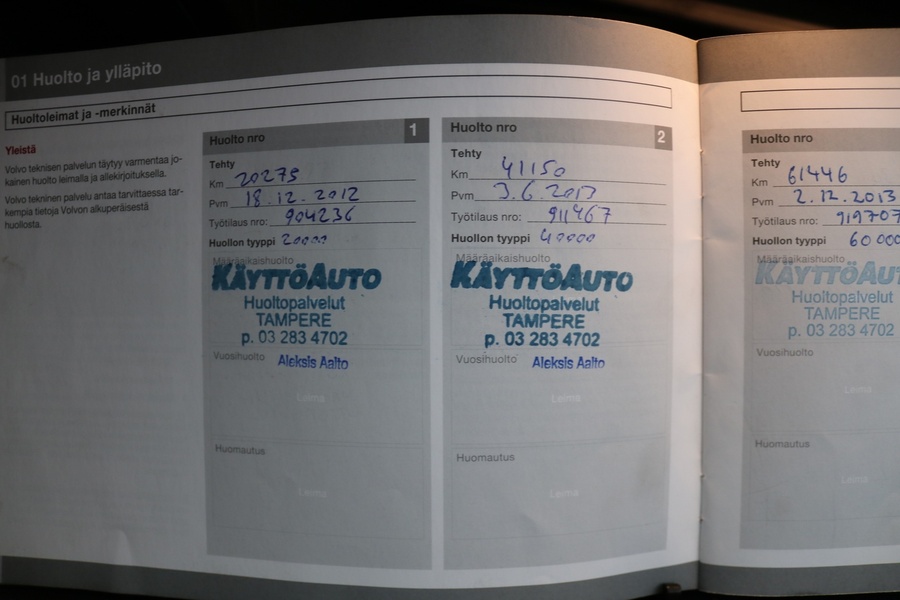 01 Huolto ja ylläpito
Huoltoleimat ja -merkinnät
Yleistä
Volvo teknisen palvelun täytyy varmentaa jo-
kainen huolto leimalla ja allekirjoituksella.
Volvo tekninen palvelu antaa tarvittaessa tar-
kempia tietoja Volvon alkuperäisestä
huollosta.
Huolto nro 1
Tehty
Km 20273
Pvm 18.12.2012
Työtilaus nro: 904236
Huollon tyyppi 20000
Määräaikaishuolto
KÄYTTÖAUTO
Huoltopalvelut
TAMPERE
p. 03 283 4702
Vuosihuolto Aleksis Aalto
Leima
Huomautus
Leima
Huolto nro 2
Tehty
Km 41150
Pvm 3.6.2013
Työtilaus nro: 911467
Huollon tyyppi 40000
Määräaikaishuolto
KÄYTTÖAUTO
Huoltopalvelut
TAMPERE
p. 03 283 4702
Vuosihuolto Aleksis Aalto
Leima
Huomautus
Leima
Huolto nro
Tehty
Km 61446
Pvm 2.12.2013
Työtilaus nro: 919707
Huollon tyyppi 60000
Määräaikaishuolto
KÄYTTÖAUT
Huoltopalvelut
TAMPERE
p. 03 283 4702
Vuosihuolto
Leima
Huomautus
Leima